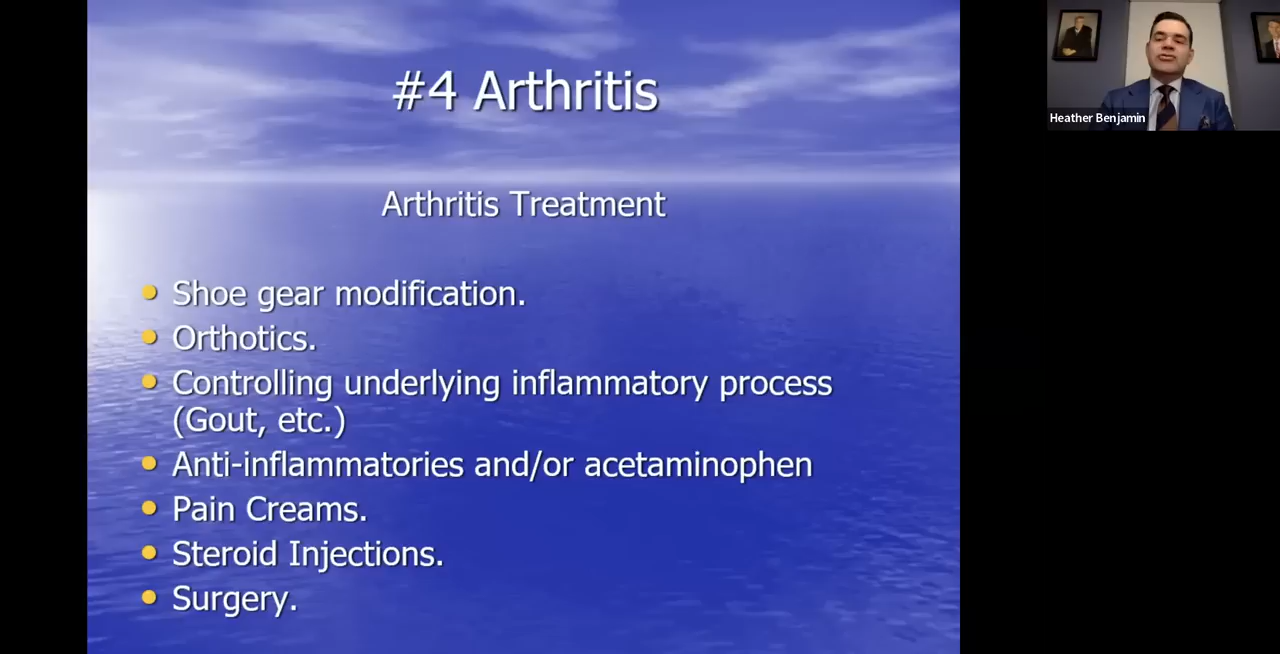 #4 Arthritis
Arthritis Treatment
Shoe gear modification.
Orthotics.
Controlling underlying inflammatory process
(Gout, etc.)
Anti-inflammatories and/or acetaminophen
Pain Creams.
Steroid Injections.
Surgery.
Heather Benjamin